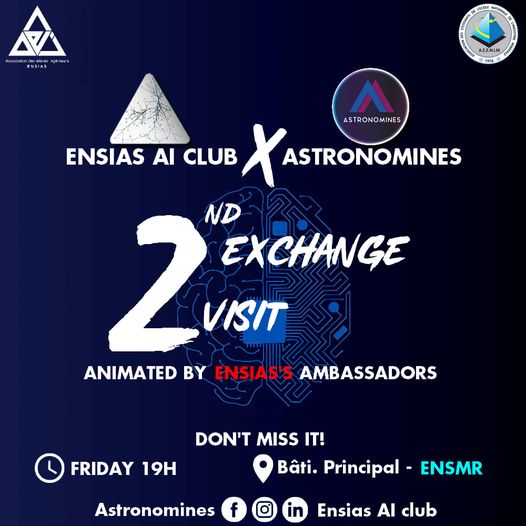 Association des élèves ingénieurs
ENSIAS
A.E.E.N.I.M
1976
ASTRONOMINES
ENSIAS AI CLUB X ASTRONOMINES
2ND EXCHANGE
VISIT
ANIMATED BY ENSIAS'S AMBASSADORS
DON'T MISS IT!
FRIDAY 19H
Bâti. Principal - ENSMR
Astronomines
Ensias AI club